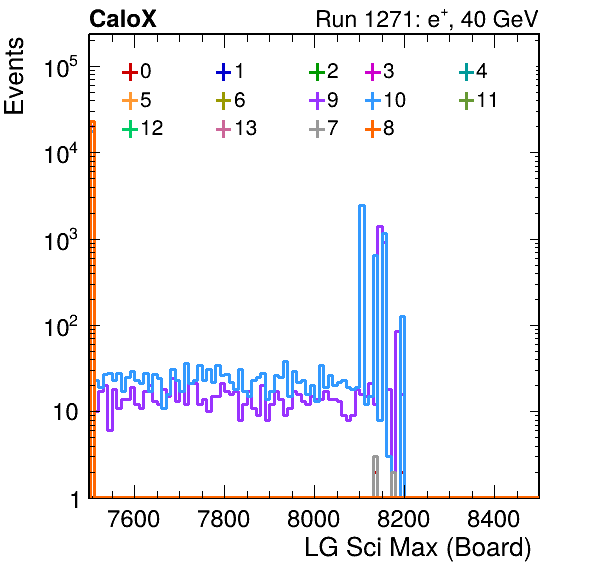 CaloX Run 1271: e⁺, 40 GeV
Events
10⁵
10⁴
10³
10²
10
1
0 1 2 3 4
5 6 9 10 11
12 13 7 8
7600 7800 8000 8200 8400
LG Sci Max (Board)